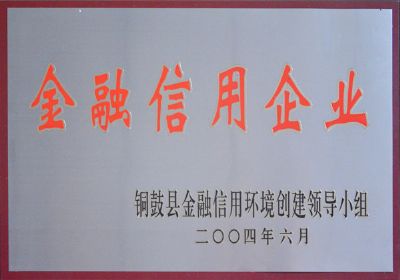 金融信用企业
铜鼓县金融信用环境创建领导小组
二〇〇四年六月